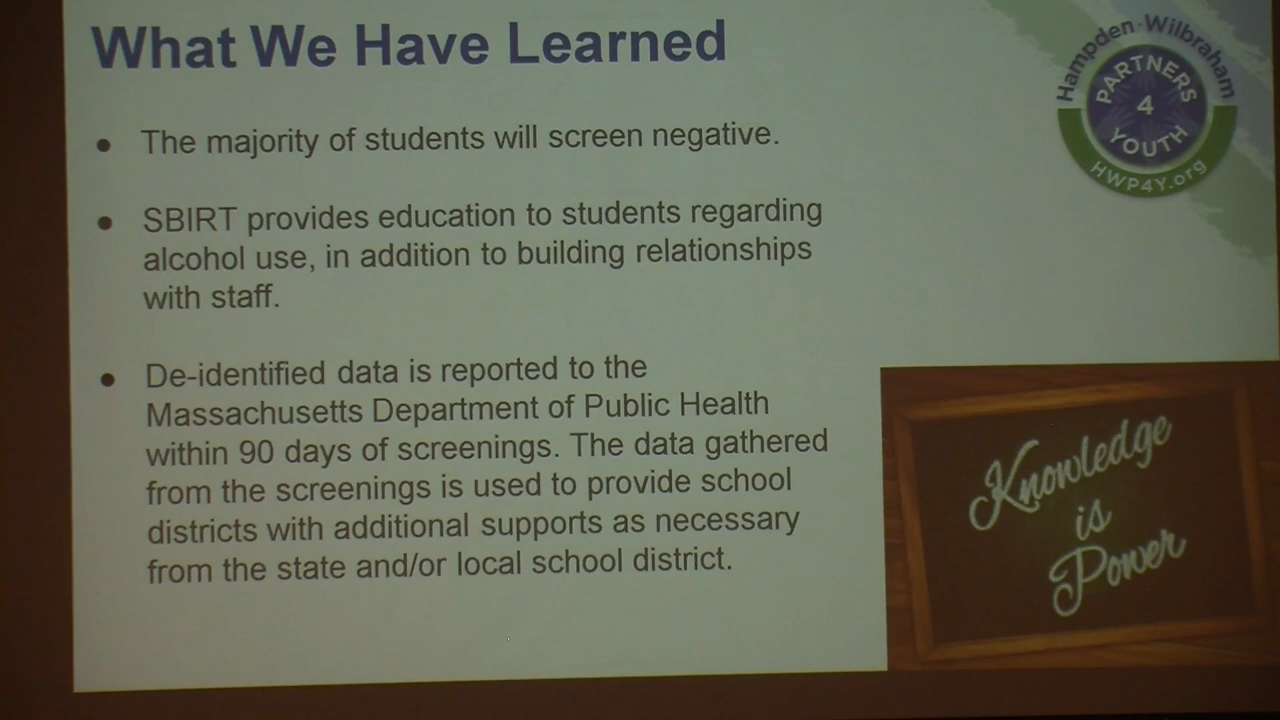 What We Have Learned
Hampden-Wilbraham
PARTNERS
4
YOUTH
HWP4Y.org
• The majority of students will screen negative.
• SBIRT provides education to students regarding
alcohol use, in addition to building relationships
with staff.
• De-identified data is reported to the
Massachusetts Department of Public Health
within 90 days of screenings. The data gathered
from the screenings is used to provide school
districts with additional supports as necessary
from the state and/or local school district.
Knowledge
is
Power